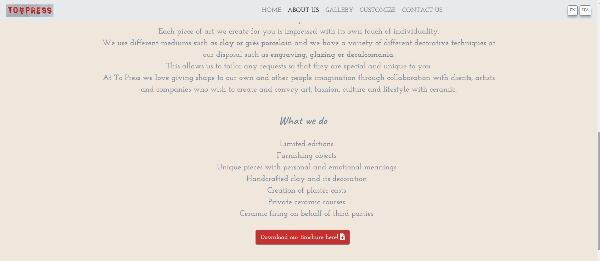 TO PRESS
HOME ABOUT US GALLERY CUSTOMIZE CONTACT US
Each piece of art we create for you is impressed with its own touch of individuality.
We use different mediums such as clay or grès porcelain and we have a variety of different decorative techniques at
our disposal such as engraving, glazing or decalcomania.
This allows us to tailor any requests so that they are special and unique to you.
At To Press we love giving shape to our own and other people imagination through collaboration with clients, artists
and companies who wish to create and convey art, fashion, culture and lifestyle with ceramic.
What we do
Limited editions
Furnishing objects
Unique pieces with personal and emotional meanings
Handcrafted clay and its decoration
Creation of plaster casts
Private ceramic courses
Ceramic firing on behalf of third parties
Download our Brochure here!